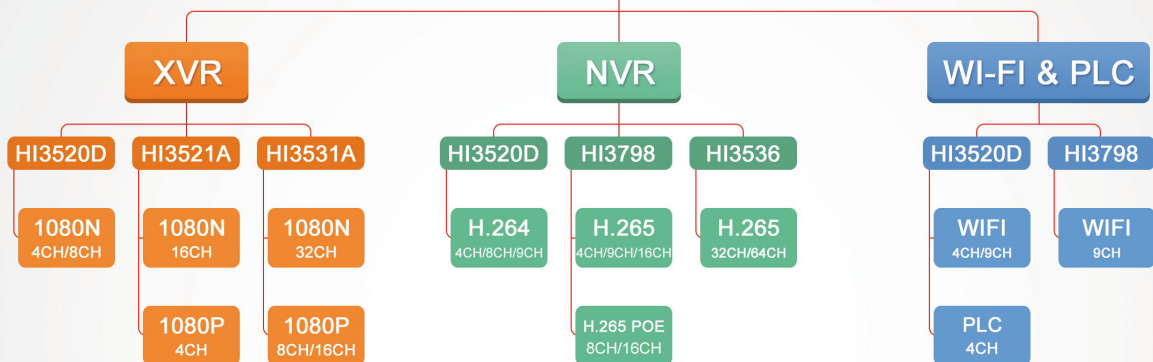 XVR
NVR
WI-FI & PLC
HI3520D
HI3521A
HI3531A
HI3520D
HI3798
HI3536
HI3520D
HI3798
1080N
4CH/8CH
1080N
16CH
1080N
32CH
H.264
4CH/8CH/9CH
H.265
4CH/9CH/16CH
H.265
32CH/64CH
WIFI
4CH/9CH
WIFI
9CH
1080P
4CH
1080P
8CH/16CH
H.265 POE
8CH/16CH
PLC
4CH